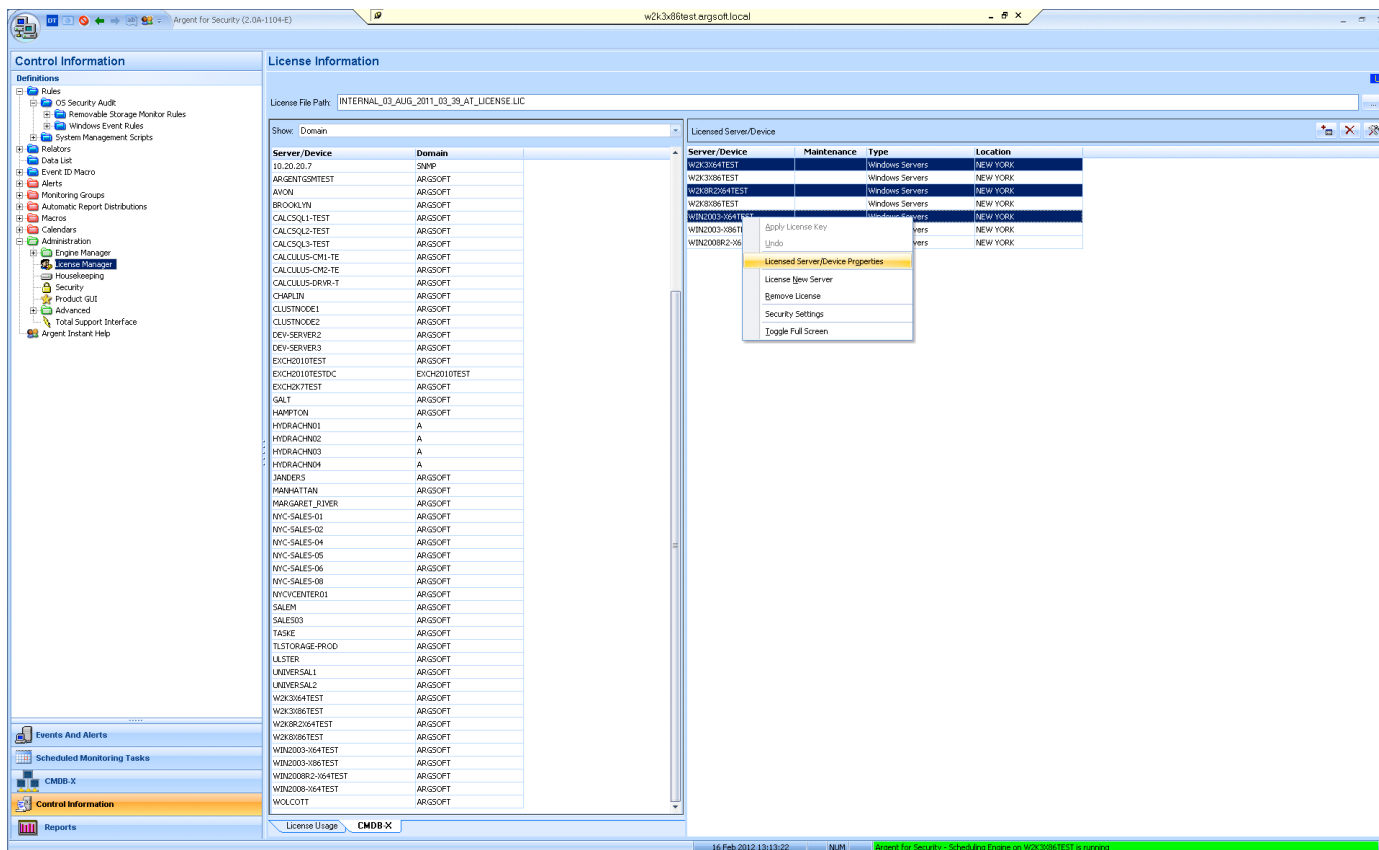 DT
Argent for Security (2.0A-1104-E)
w2k3x86test.argsoft.local
Control Information
Definitions
Rules
OS Security Audit
Removable Storage Monitor Rules
Windows Event Rules
System Management Scripts
Relators
Data List
Event ID Macro
Alerts
Monitoring Groups
Automatic Report Distributions
Macros
Calendars
Administration
Engine Manager
License Manager
Housekeeping
Security
Product GUI
Advanced
Total Support Interface
Argent Instant Help
Events And Alerts
Scheduled Monitoring Tasks
CMDB-X
Control Information
Reports
License Information
License File Path: INTERNAL_03_AUG_2011_03_39_AT_LICENSE.LIC
...
Show: Domain
Server/Device Domain
10.20.20.7 SNMP
ARGENTGSMTEST ARGSOFT
AVON ARGSOFT
BROOKLYN ARGSOFT
CALCSQL1-TEST ARGSOFT
CALCSQL2-TEST ARGSOFT
CALCSQL3-TEST ARGSOFT
CALCULUS-CM1-TE ARGSOFT
CALCULUS-CM2-TE ARGSOFT
CALCULUS-DRVR-T ARGSOFT
CHAPLIN ARGSOFT
CLUSTNODE1 ARGSOFT
CLUSTNODE2 ARGSOFT
DEV-SERVER2 ARGSOFT
DEV-SERVER3 ARGSOFT
EXCH2010TEST ARGSOFT
EXCH2010TESTDC EXCH2010TEST
EXCH2K7TEST ARGSOFT
GALT ARGSOFT
HAMPTON ARGSOFT
HYDRACHN01 A
HYDRACHN02 A
HYDRACHN03 A
HYDRACHN04 A
JANDERS ARGSOFT
MANHATTAN ARGSOFT
MARGARET_RIVER ARGSOFT
NYC-SALES-01 ARGSOFT
NYC-SALES-02 ARGSOFT
NYC-SALES-04 ARGSOFT
NYC-SALES-05 ARGSOFT
NYC-SALES-06 ARGSOFT
NYC-SALES-08 ARGSOFT
NYCVCENTER01 ARGSOFT
SALEM ARGSOFT
SALES03 ARGSOFT
TASKE ARGSOFT
TLSTORAGE-PROD ARGSOFT
ULSTER ARGSOFT
UNIVERSAL1 ARGSOFT
UNIVERSAL2 ARGSOFT
W2K3X64TEST ARGSOFT
W2K3X86TEST ARGSOFT
W2K8R2X64TEST ARGSOFT
W2K8X86TEST ARGSOFT
WIN2003-X64TEST ARGSOFT
WIN2003-X86TEST ARGSOFT
WIN2008R2-X64TEST ARGSOFT
WIN2008-X64TEST ARGSOFT
WOLCOTT ARGSOFT
License Usage CMDB-X
Licensed Server/Device
Server/Device Maintenance Type Location
W2K3X64TEST Windows Servers NEW YORK
W2K3X86TEST Windows Servers NEW YORK
W2K8R2X64TEST Windows Servers NEW YORK
W2K8X86TEST Windows Servers NEW YORK
WIN2003-X64TEST Windows Servers NEW YORK
WIN2003-X86T vers NEW YORK
WIN2008R2-X6 vers NEW YORK
Apply License Key
Undo
Licensed Server/Device Properties
License New Server
Remove License
Security Settings
Toggle Full Screen
16 Feb 2012 13:13:22 NUM Argent for Security - Scheduling Engine on W2K3X86TEST is running